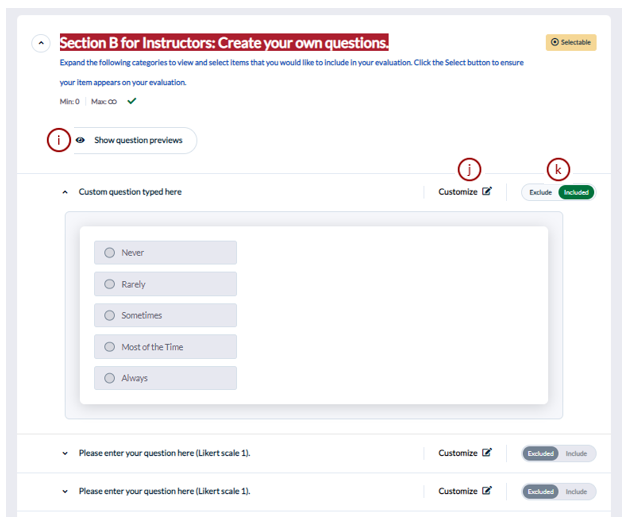 Section B for Instructors: Create your own questions.
Selectable
Expand the following categories to view and select items that you would like to include in your evaluation. Click the Select button to ensure
your item appears on your evaluation.
Min: 0 Max: ∞
i
Show question previews
j
k
Custom question typed here
Customize
Exclude Included
Never
Rarely
Sometimes
Most of the Time
Always
Please enter your question here (Likert scale 1).
Customize
Excluded Include
Please enter your question here (Likert scale 1).
Customize
Excluded Include